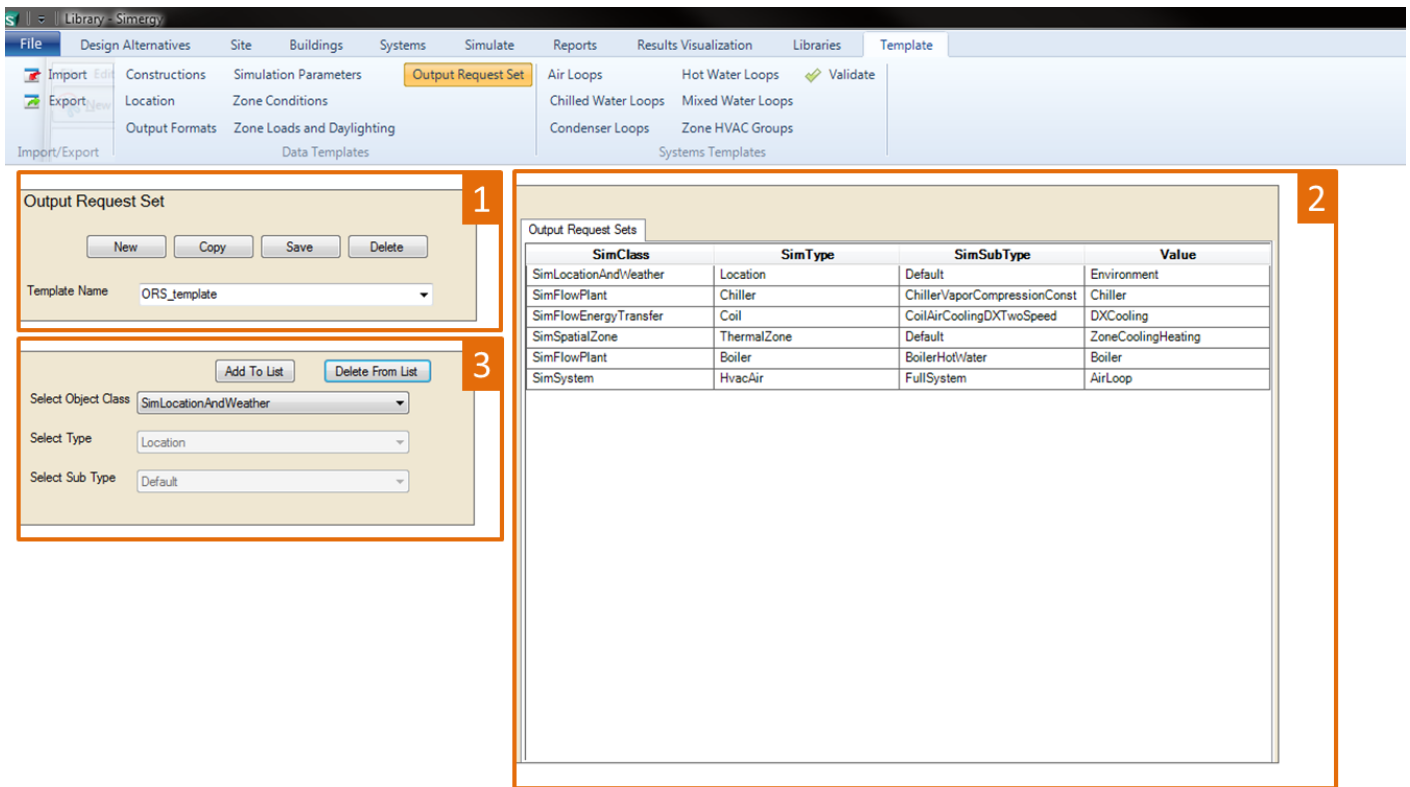 Library - Simergy
File Design Alternatives Site Buildings Systems Simulate Reports Results Visualization Libraries Template
Import Edit Constructions Simulation Parameters Output Request Set Air Loops Hot Water Loops Validate
Export New Location Zone Conditions Chilled Water Loops Mixed Water Loops
Output Formats Zone Loads and Daylighting Condenser Loops Zone HVAC Groups
Import/Export Data Templates Systems Templates
Output Request Set 1
New Copy Save Delete
Template Name ORS_template
3
Add To List Delete From List
Select Object Class SimLocationAndWeather
Select Type Location
Select Sub Type Default
2
Output Request Sets
SimClass SimType SimSubType Value
SimLocationAndWeather Location Default Environment
SimFlowPlant Chiller ChillerVaporCompressionConst Chiller
SimFlowEnergyTransfer Coil CoilAirCoolingDXTwoSpeed DXCooling
SimSpatialZone ThermalZone Default ZoneCoolingHeating
SimFlowPlant Boiler BoilerHotWater Boiler
SimSystem HvacAir FullSystem AirLoop